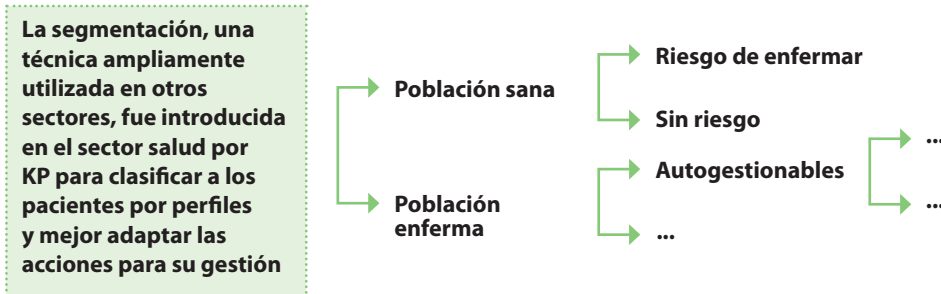 La segmentación, una
técnica ampliamente
utilizada en otros
sectores, fue introducida
en el sector salud por
KP para clasificar a los
pacientes por perfiles
y mejor adaptar las
acciones para su gestión
Población sana
Población
enferma
Riesgo de enfermar
Sin riesgo
Autogestionables
...
...
...